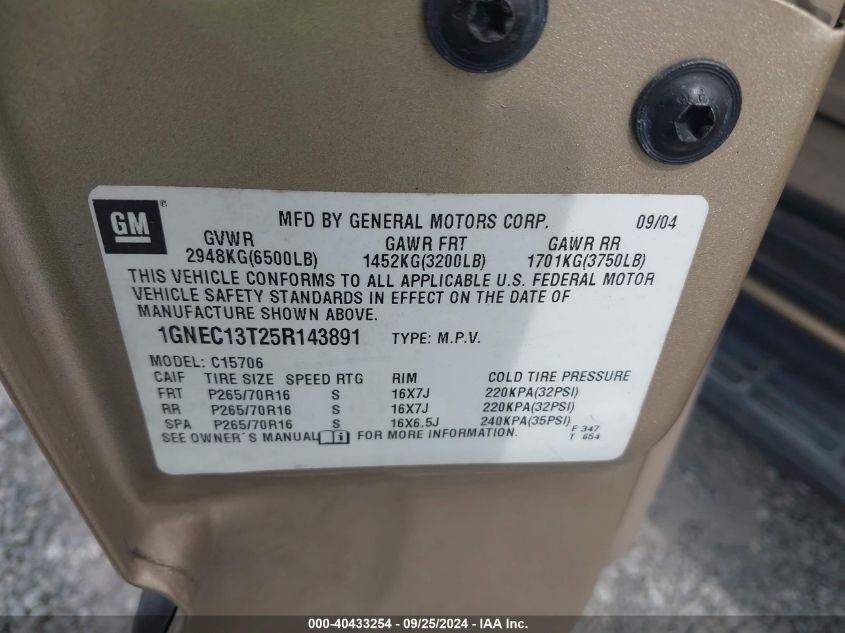 GM ® MFD BY GENERAL MOTORS CORP. 09/04
GVWR GAWR FRT GAWR RR
2948KG(6500LB) 1452KG(3200LB) 1701KG(3750LB)
THIS VEHICLE CONFORMS TO ALL APPLICABLE U.S. FEDERAL MOTOR
VEHICLE SAFETY STANDARDS IN EFFECT ON THE DATE OF
MANUFACTURE SHOWN ABOVE.
1GNEC13T25R143891 TYPE: M.P.V.
MODEL: C15706
CAIF TIRE SIZE SPEED RTG RIM COLD TIRE PRESSURE
FRT P265/70R16 S 16X7J 220KPA(32PSI)
RR P265/70R16 S 16X7J 220KPA(32PSI)
SPA P265/70R16 S 16X6.5J 240KPA(35PSI)
SEE OWNER'S MANUAL i FOR MORE INFORMATION. F 347
T 654
000-40433254 - 09/25/2024 - IAA Inc.